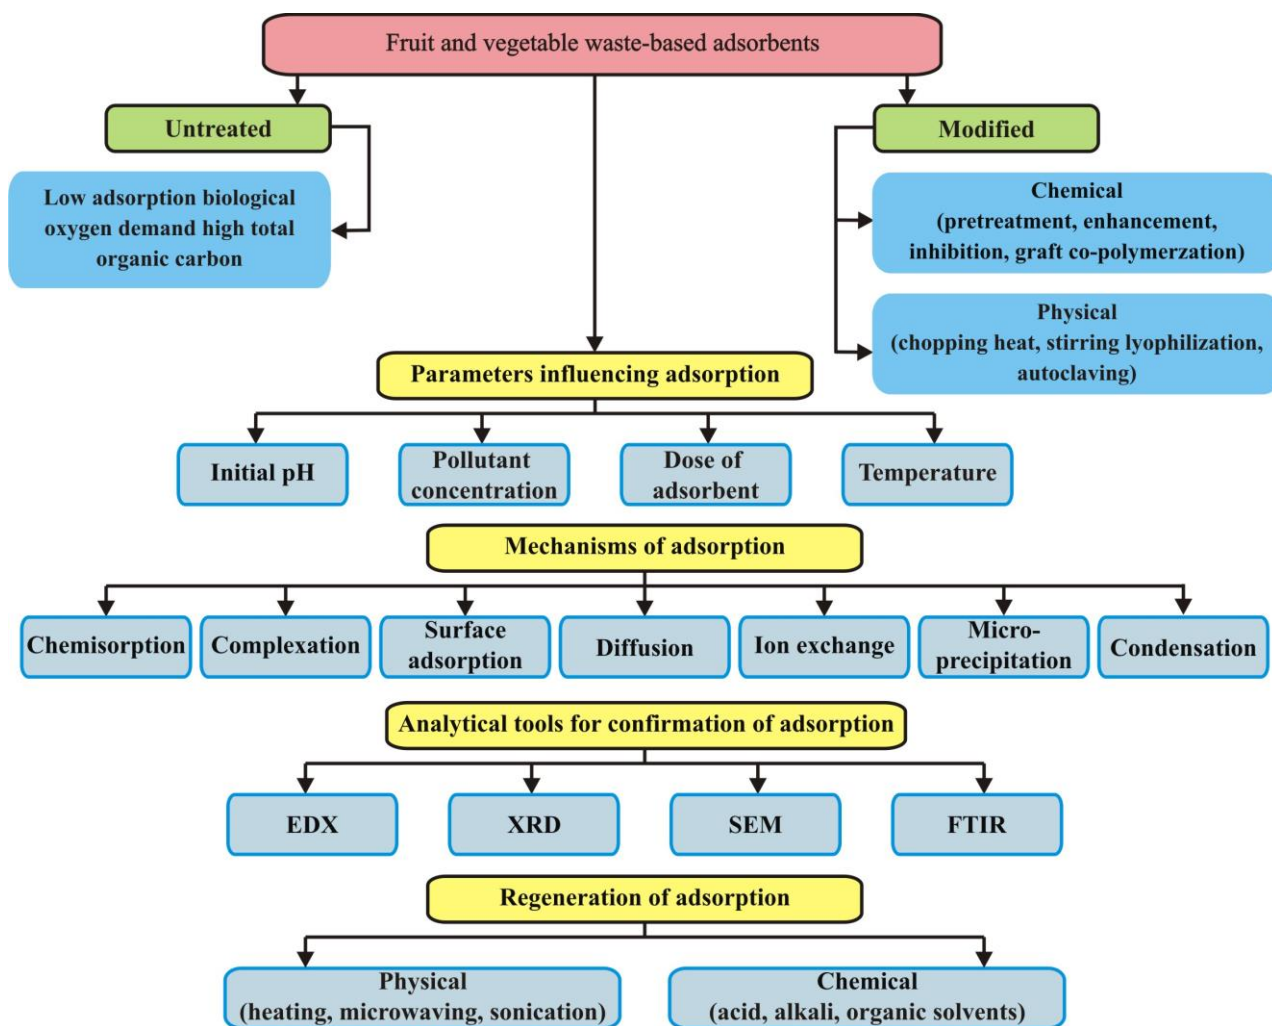 Fruit and vegetable waste-based adsorbents
Untreated
Modified
Low adsorption biological
oxygen demand high total
organic carbon
Chemical
(pretreatment, enhancement,
inhibition, graft co-polymerzation)
Physical
(chopping heat, stirring lyophilization,
autoclaving)
Parameters influencing adsorption
Initial pH
Pollutant
concentration
Dose of
adsorbent
Temperature
Mechanisms of adsorption
Chemisorption
Complexation
Surface
adsorption
Diffusion
Ion exchange
Micro-
precipitation
Condensation
Analytical tools for confirmation of adsorption
EDX
XRD
SEM
FTIR
Regeneration of adsorption
Physical
(heating, microwaving, sonication)
Chemical
(acid, alkali, organic solvents)